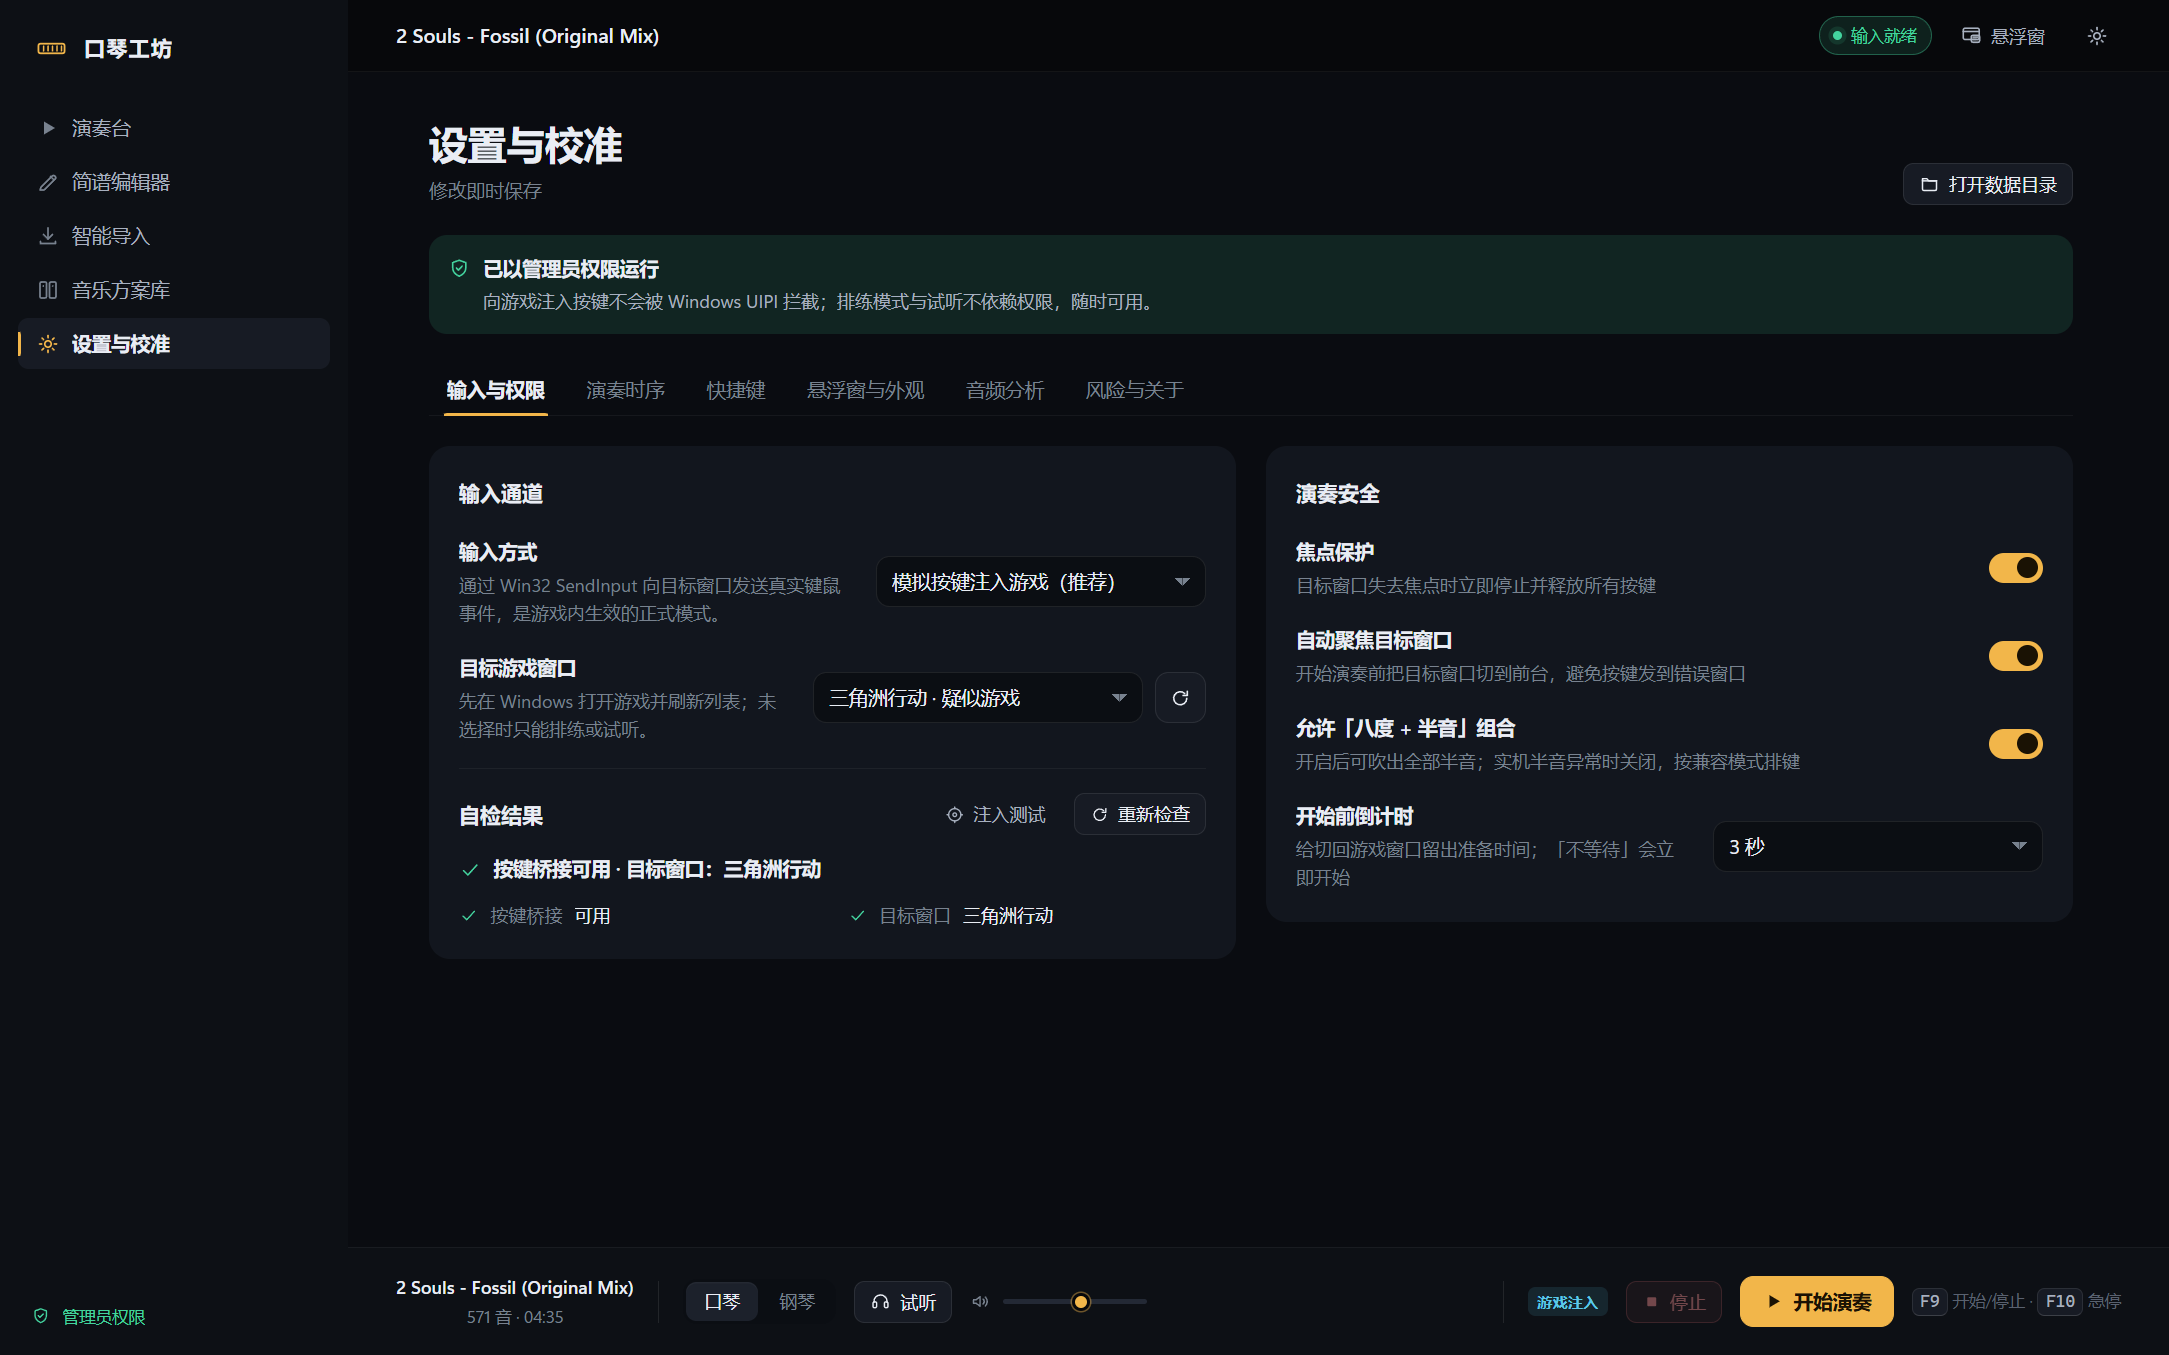 口琴工坊
演奏台
简谱编辑器
智能导入
音乐方案库
设置与校准
管理员权限
2 Souls - Fossil (Original Mix)
输入就绪
悬浮窗
设置与校准
修改即时保存
打开数据目录
已以管理员权限运行
向游戏注入按键不会被 Windows UIPI 拦截；排练模式与试听不依赖权限，随时可用。
输入与权限
演奏时序
快捷键
悬浮窗与外观
音频分析
风险与关于
输入通道
输入方式
通过 Win32 SendInput 向目标窗口发送真实键鼠
事件，是游戏内生效的正式模式。
模拟按键注入游戏（推荐）
目标游戏窗口
先在 Windows 打开游戏并刷新列表；未
选择时只能排练或试听。
三角洲行动 · 疑似游戏
自检结果
注入测试
重新检查
按键桥接可用 · 目标窗口：三角洲行动
按键桥接 可用
目标窗口 三角洲行动
演奏安全
焦点保护
目标窗口失去焦点时立即停止并释放所有按键
自动聚焦目标窗口
开始演奏前把目标窗口切到前台，避免按键发到错误窗口
允许「八度 + 半音」组合
开启后可吹出全部半音；实机半音异常时关闭，按兼容模式排键
开始前倒计时
给切回游戏窗口留出准备时间；「不等待」会立
即开始
3 秒
2 Souls - Fossil (Original Mix)
571 音 · 04:35
口琴
钢琴
试听
游戏注入
停止
开始演奏
F9 开始/停止 · F10 急停